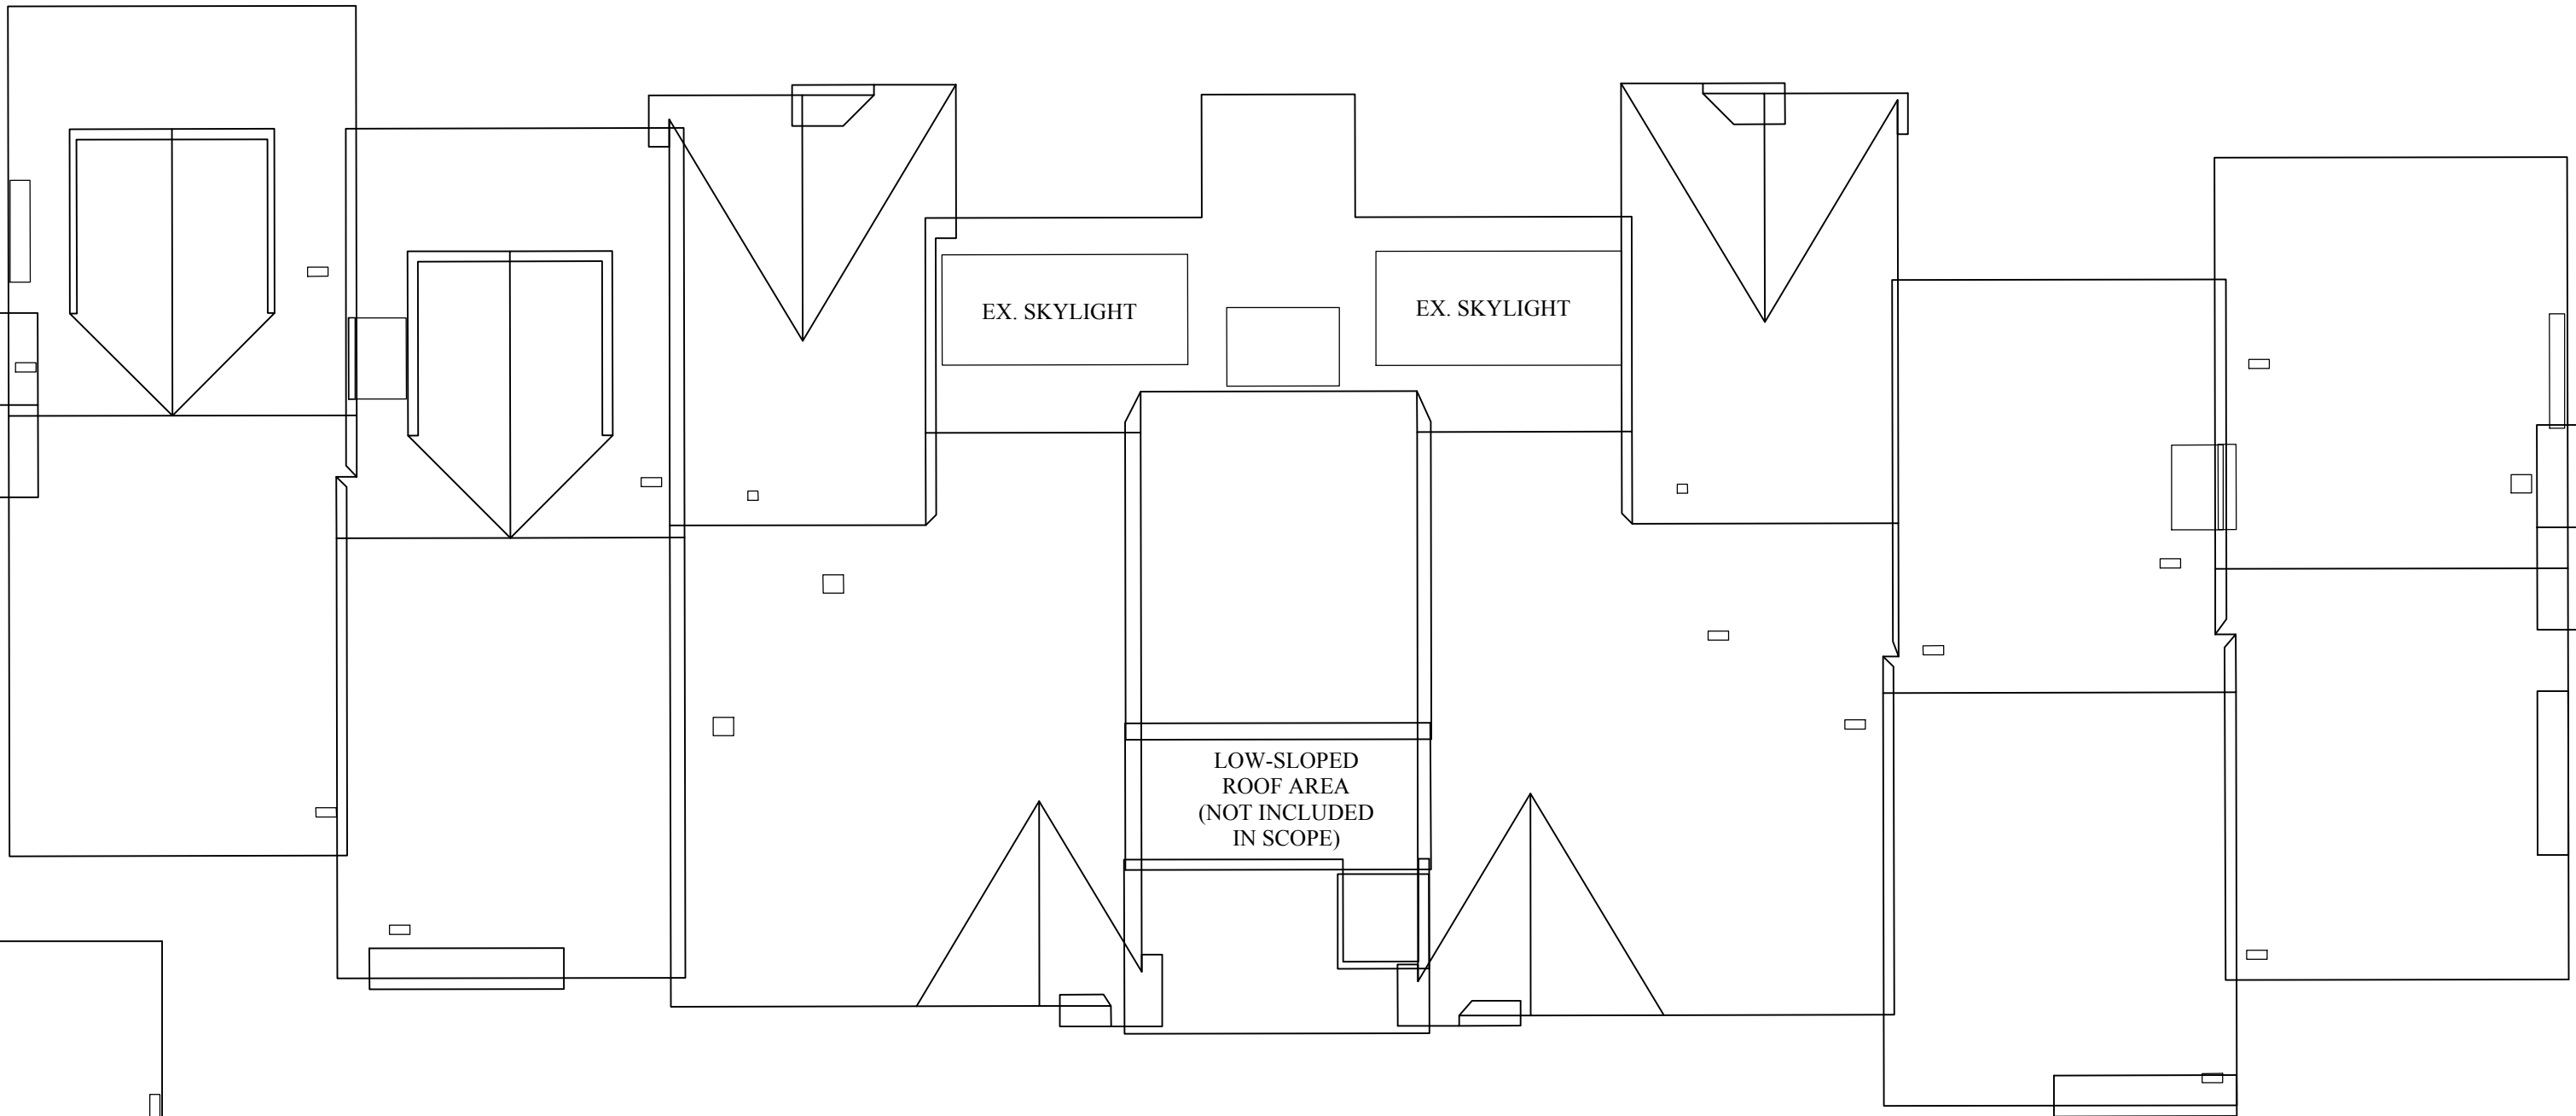 EX. SKYLIGHT
EX. SKYLIGHT
LOW-SLOPED
ROOF AREA
(NOT INCLUDED
IN SCOPE)